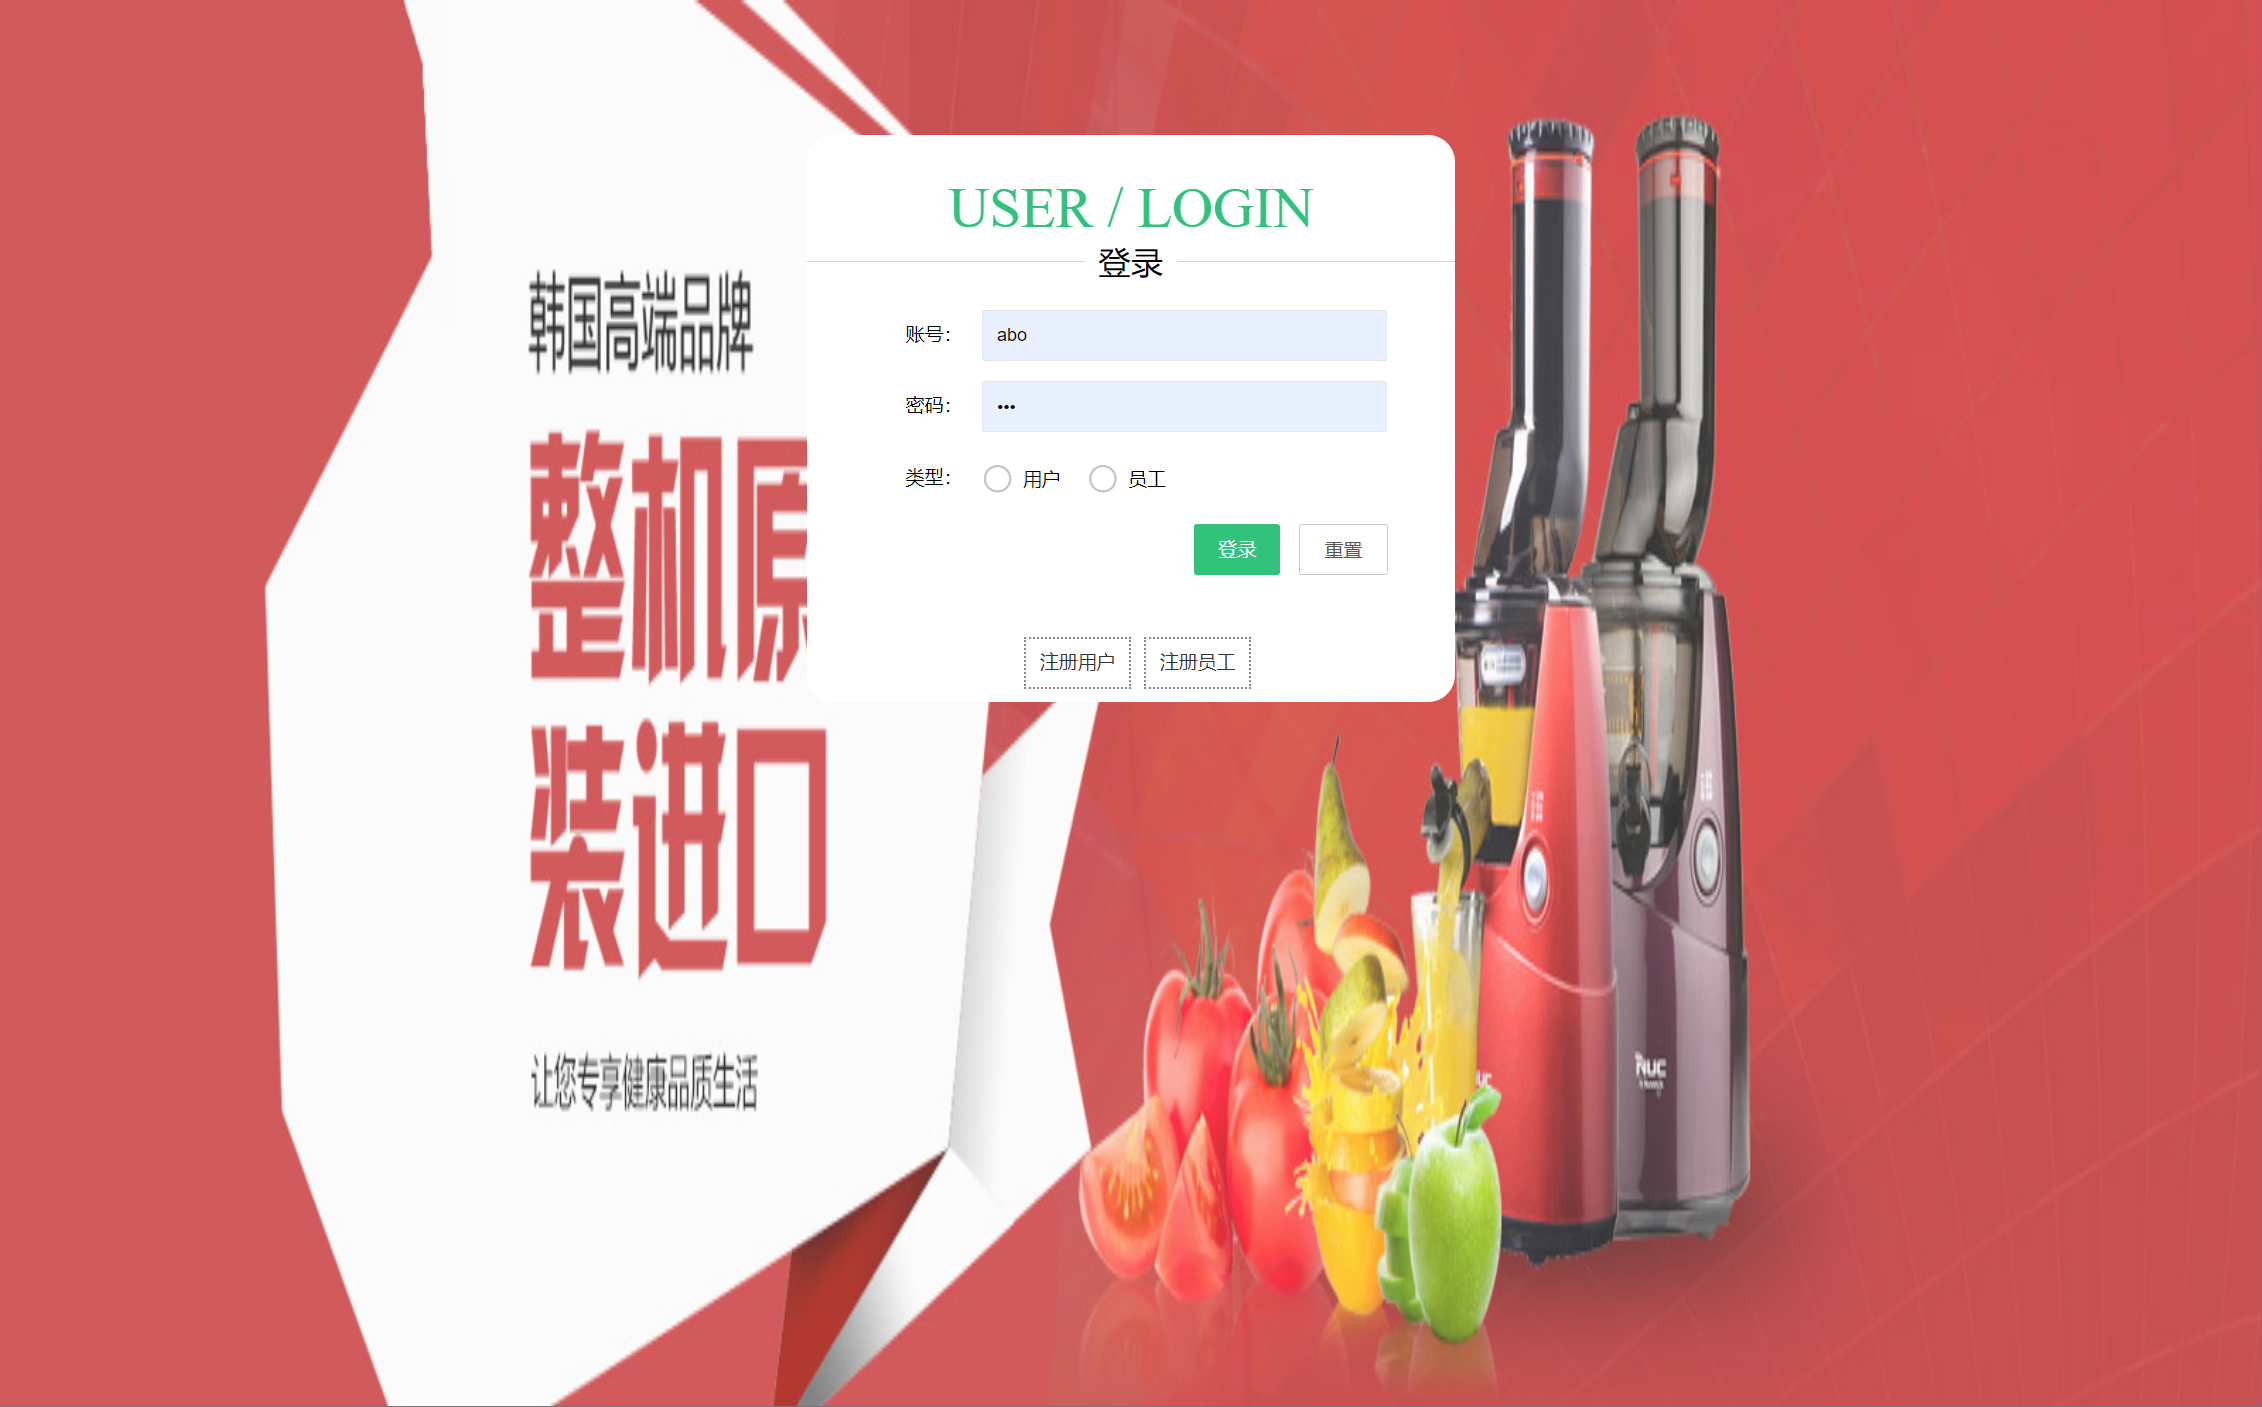 USER / LOGIN
登录
账号：
abo
密码：
•••
类型：
用户
员工
登录
重置
注册用户
注册员工
韩国高端品牌
整机原
装进口
让您专享健康品质生活
NUC